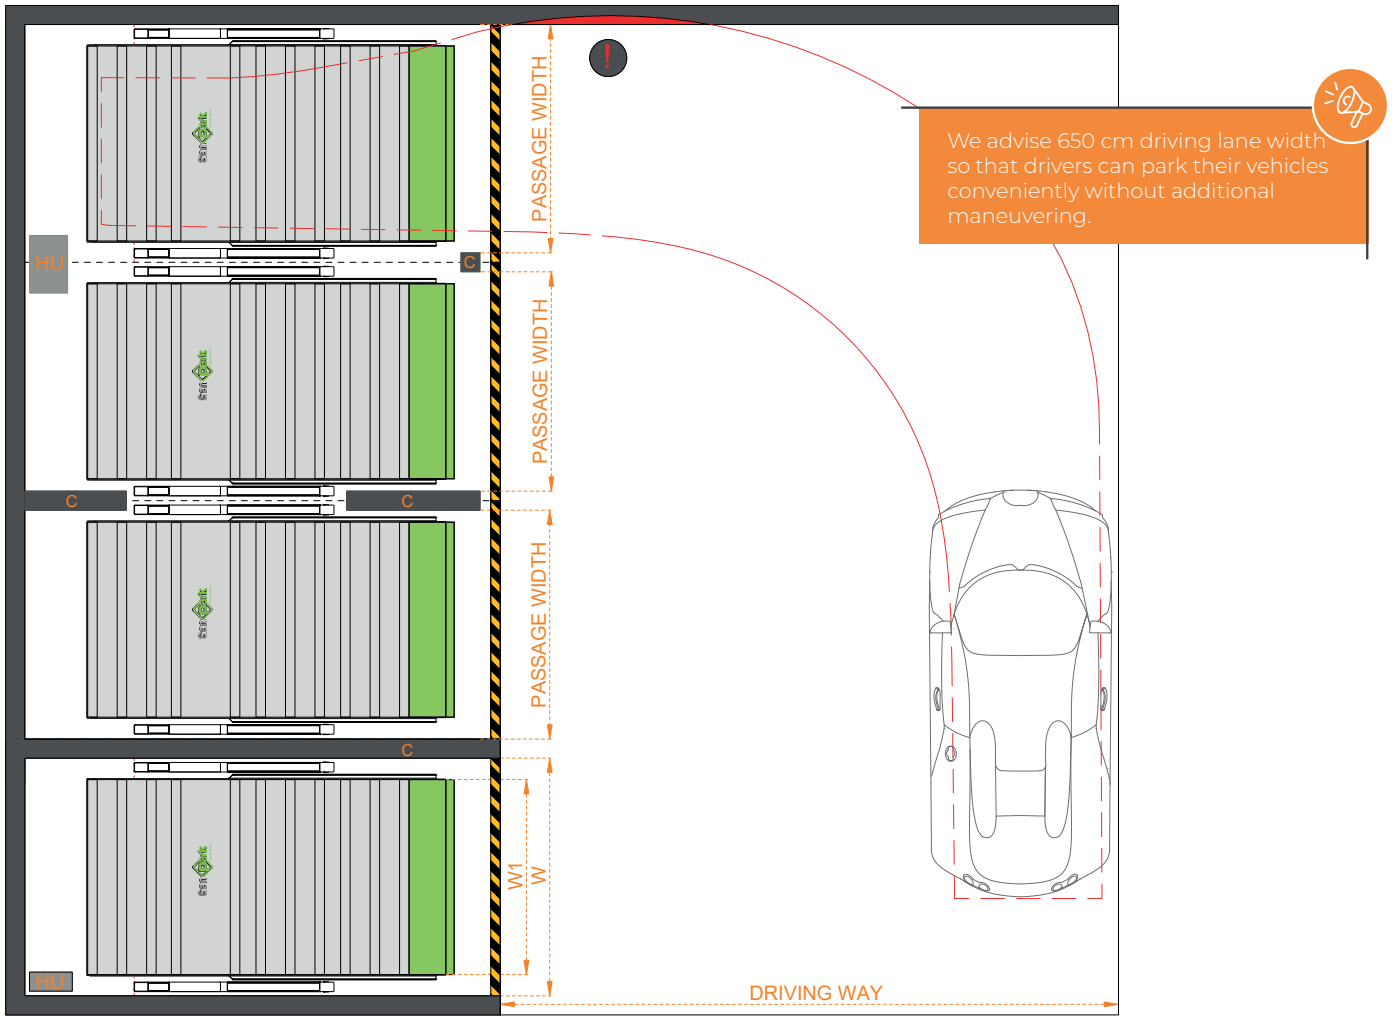 !
We advise 650 cm driving lane width
so that drivers can park their vehicles
conveniently without additional
maneuvering.
PASSAGE WIDTH
HU
C
PASSAGE WIDTH
C
C
PASSAGE WIDTH
C
W1
W
HU
DRIVING WAY